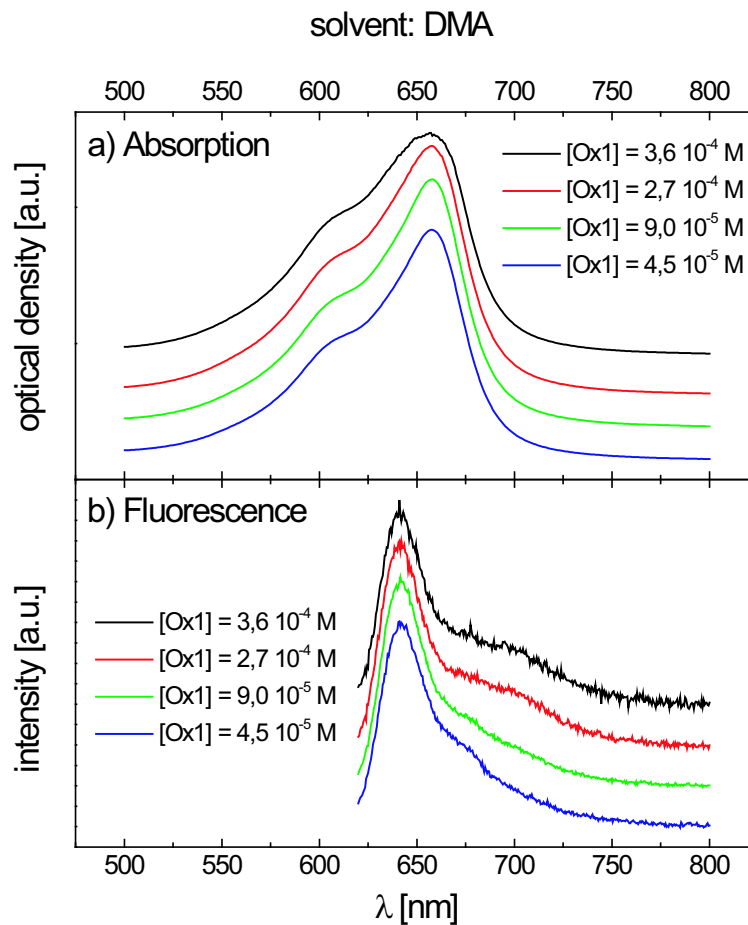 solvent: DMA
500 550 600 650 700 750 800
a) Absorption
[Ox1] = 3,6 10⁻⁴ M
[Ox1] = 2,7 10⁻⁴ M
[Ox1] = 9,0 10⁻⁵ M
[Ox1] = 4,5 10⁻⁵ M
optical density [a.u.]
b) Fluorescence
[Ox1] = 3,6 10⁻⁴ M
[Ox1] = 2,7 10⁻⁴ M
[Ox1] = 9,0 10⁻⁵ M
[Ox1] = 4,5 10⁻⁵ M
intensity [a.u.]
500 550 600 650 700 750 800
λ [nm]